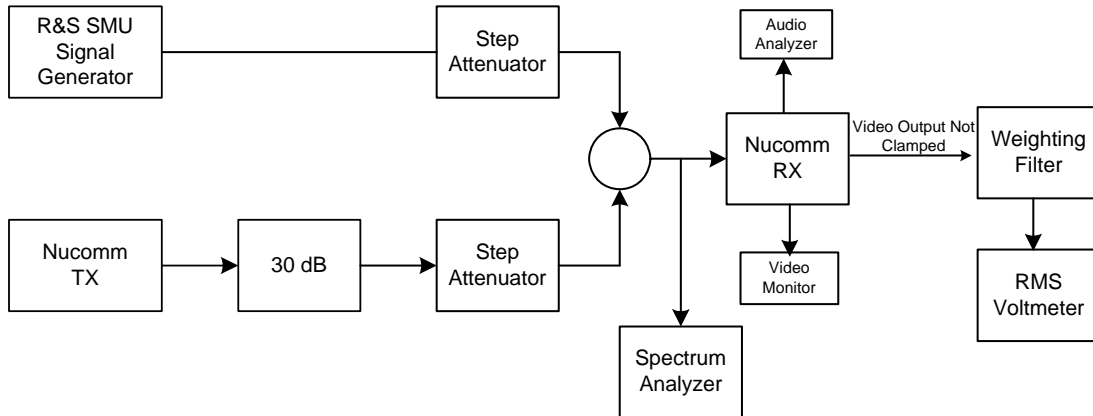 R&S SMU
Signal
Generator
Step
Attenuator
Audio
Analyzer
Nucomm
RX
Video Output Not
Clamped
Weighting
Filter
Nucomm
TX
30 dB
Step
Attenuator
Video
Monitor
RMS
Voltmeter
Spectrum
Analyzer